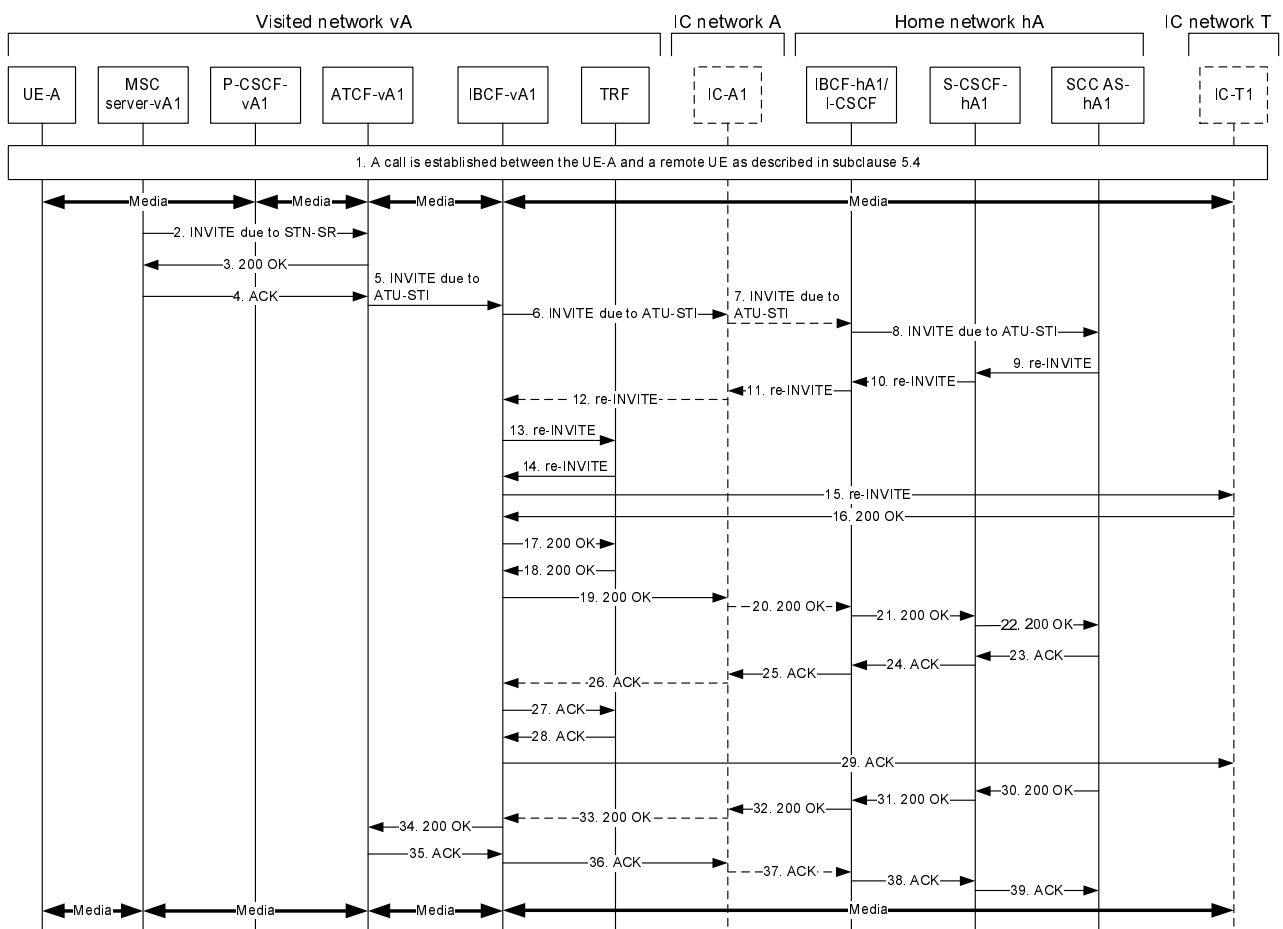 Visited network vA
IC network A
Home network hA
IC network T
UE-A
MSC
server-vA1
P-CSCF-
vA1
ATCF-vA1
IBCF-vA1
TRF
IC-A1
IBCF-hA1/
I-CSCF
S-CSCF-
hA1
SCC AS-
hA1
IC-T1
1. A call is established between the UE-A and a remote UE as described in subclause 5.4
Media
Media
Media
Media
2. INVITE due to STN-SR
3. 200 OK
4. ACK
5. INVITE due to
ATU-STI
6. INVITE due to ATU-STI
7. INVITE due to
ATU-STI
8. INVITE due to ATU-STI
9. re-INVITE
10. re-INVITE
11. re-INVITE
12. re-INVITE
13. re-INVITE
14. re-INVITE
15. re-INVITE
16. 200 OK
17. 200 OK
18. 200 OK
19. 200 OK
20. 200 OK
21. 200 OK
22. 200 OK
23. ACK
24. ACK
25. ACK
26. ACK
27. ACK
28. ACK
29. ACK
30. 200 OK
31. 200 OK
32. 200 OK
33. 200 OK
34. 200 OK
35. ACK
36. ACK
37. ACK
38. ACK
39. ACK
Media
Media
Media
Media